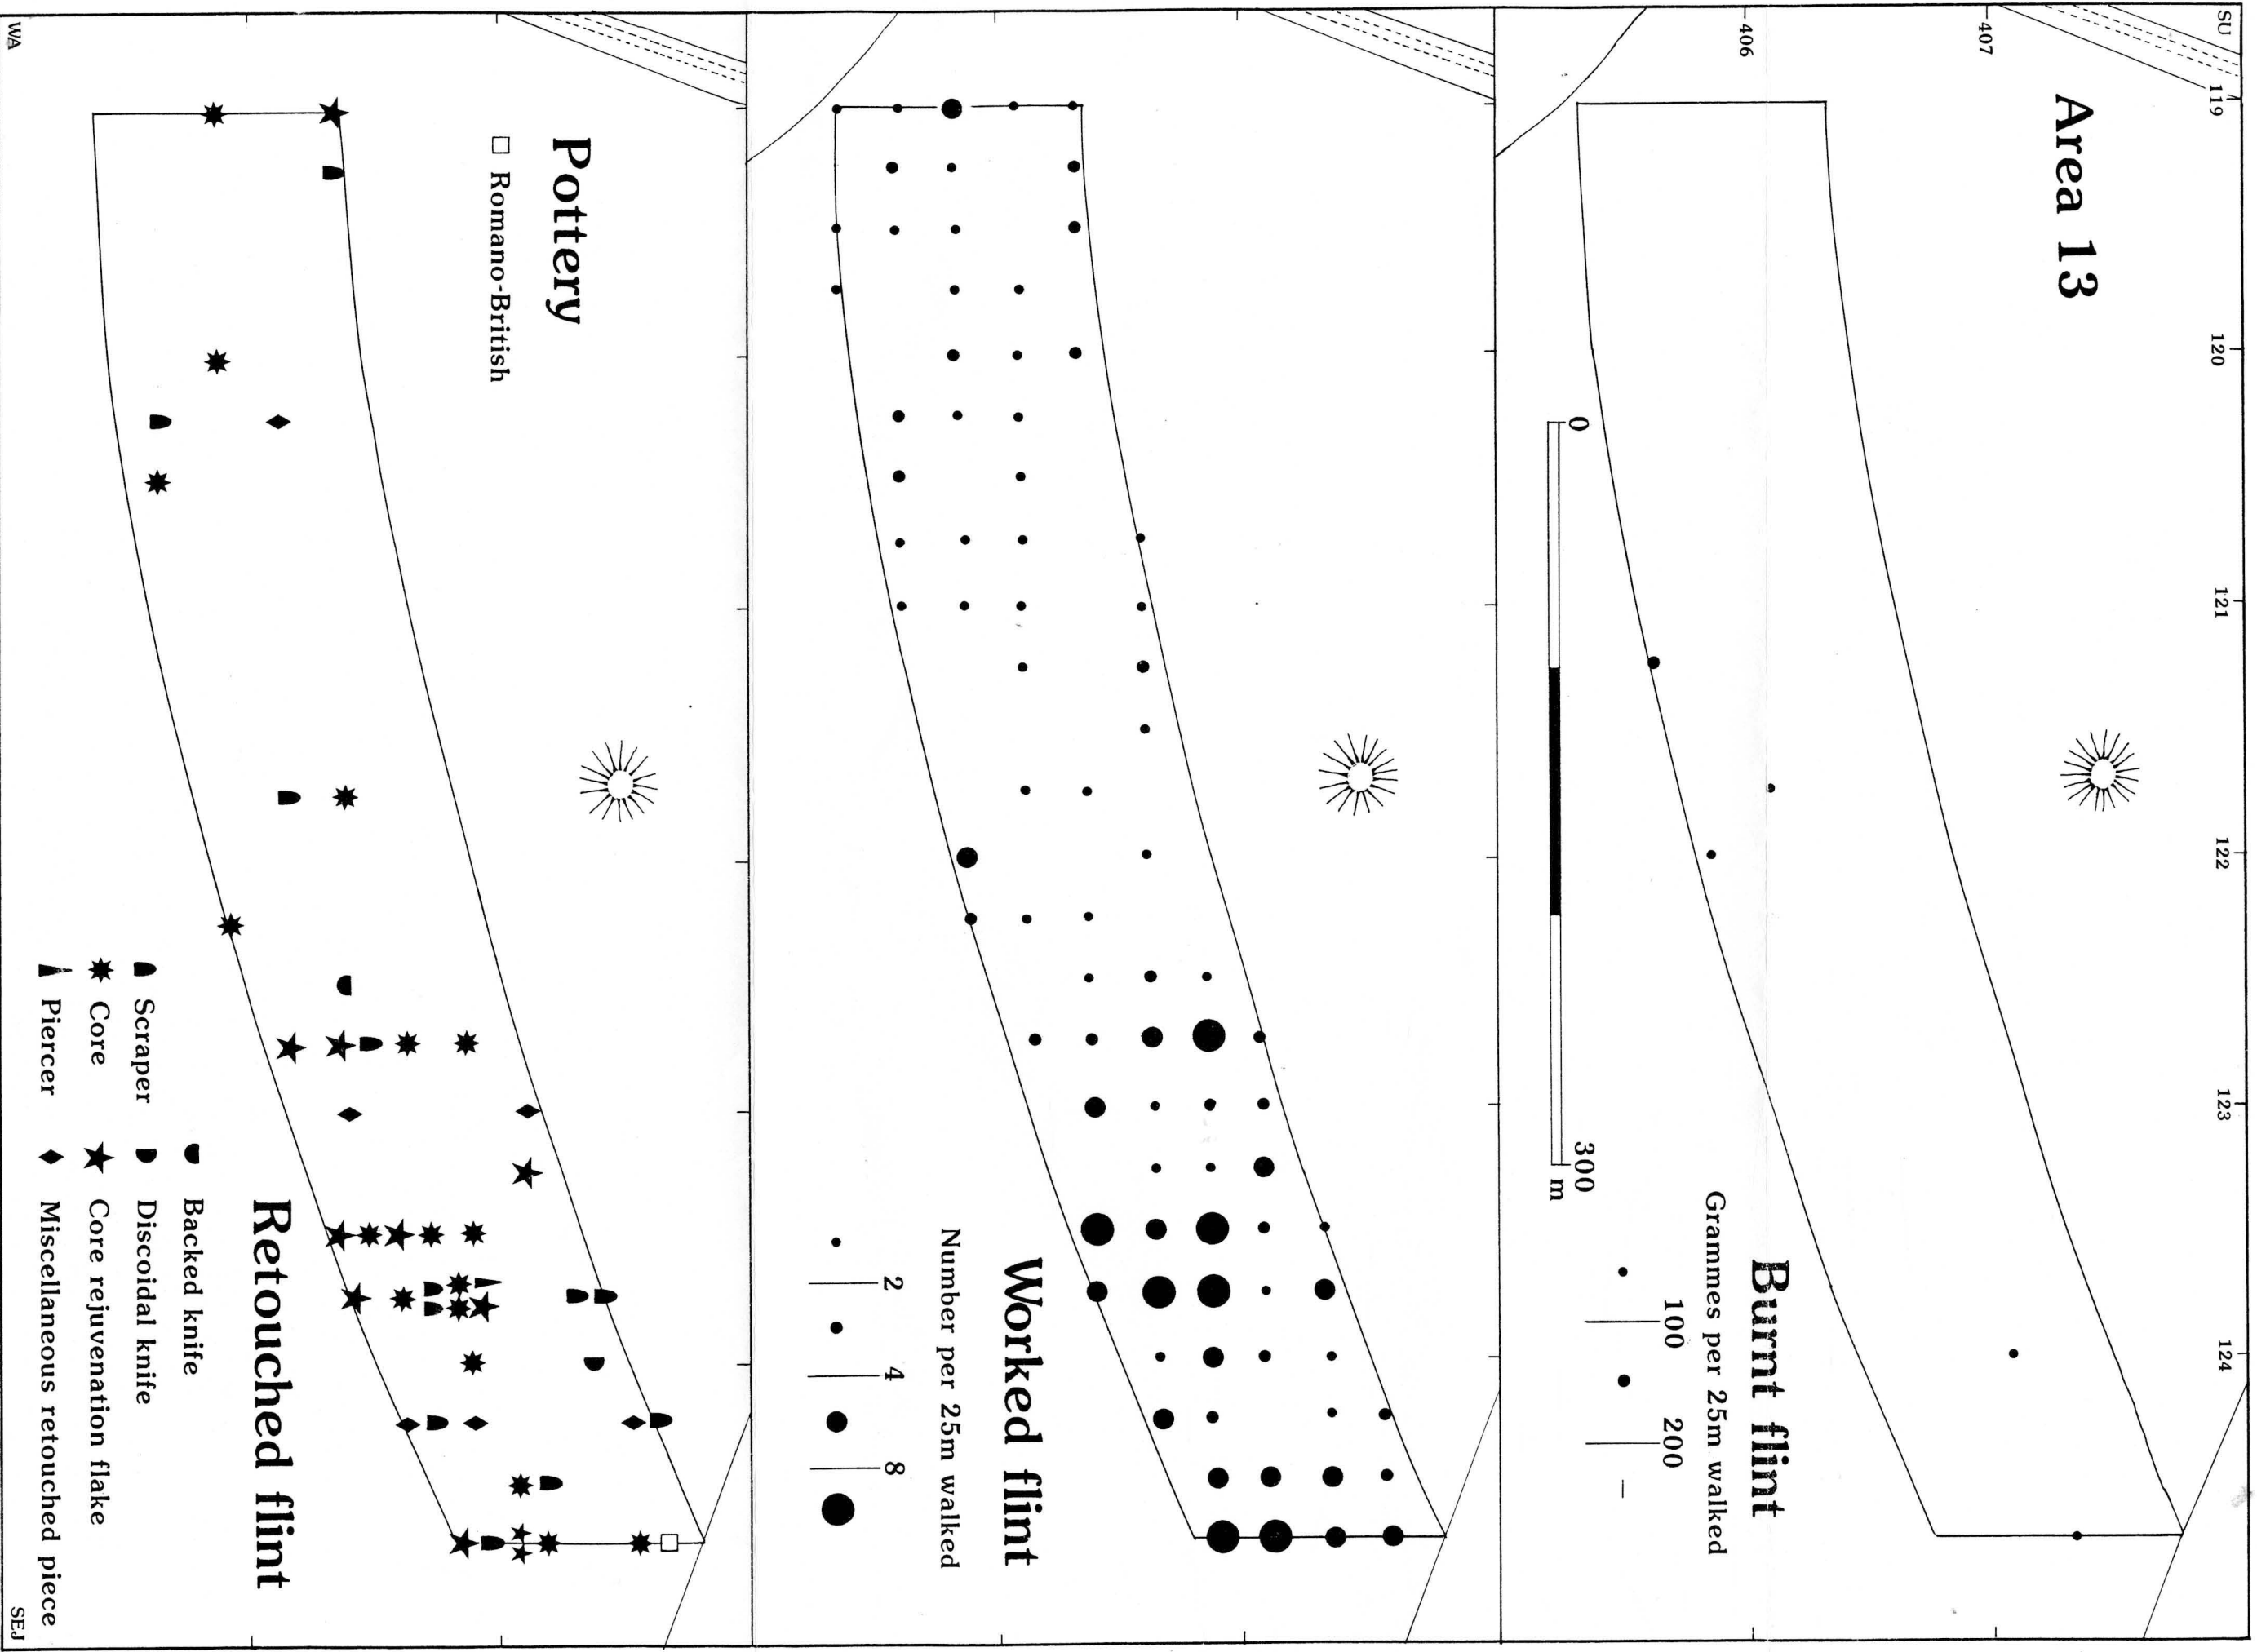 SU
119
120
121
122
123
124
407
406
Area 13
0
300
m
Burnt flint
Grammes per 25m walked
100
200
Worked flint
Number per 25m walked
2
4
8
Pottery
Romano-British
Retouched flint
Backed knife
Scraper
Discoidal knife
Core
Core rejuvenation flake
Piercer
Miscellaneous retouched piece
WA
SEJ